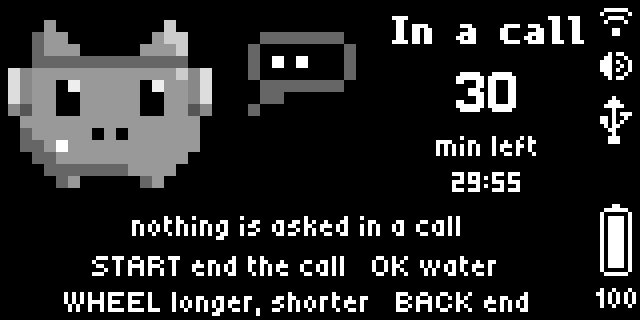 In a call
30
min left
29:55
nothing is asked in a call
START end the call   OK water
WHEEL longer, shorter   BACK end
100